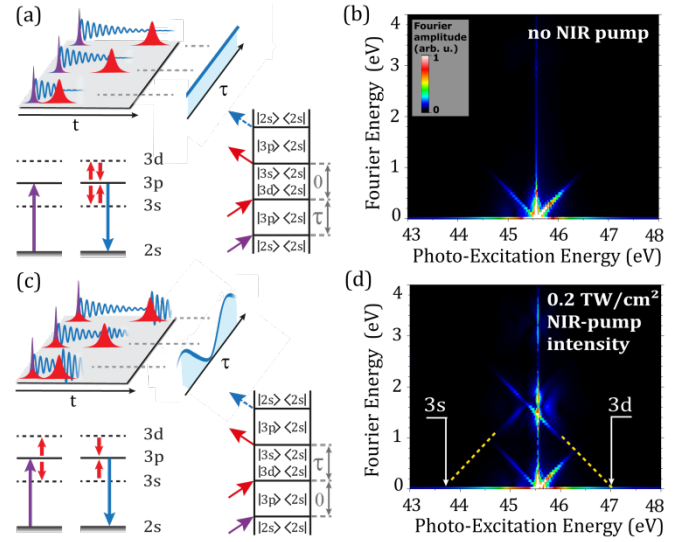 (a)
t
τ
3d
3p
3s
2s
|2s⟩ ⟨2s|
|3p⟩ ⟨2s|
|3s⟩ ⟨2s|
|3d⟩ ⟨2s|
0
|3p⟩ ⟨2s|
τ
|2s⟩ ⟨2s|
(b)
Fourier
amplitude
(arb. u.)
1
0
no NIR pump
Fourier Energy (eV)
4
3
2
1
0
43 44 45 46 47 48
Photo-Excitation Energy (eV)
(c)
t
τ
3d
3p
3s
2s
|2s⟩ ⟨2s|
|3p⟩ ⟨2s|
|3s⟩ ⟨2s|
|3d⟩ ⟨2s|
τ
|3p⟩ ⟨2s|
0
|2s⟩ ⟨2s|
(d)
0.2 TW/cm²
NIR-pump
intensity
3s
3d
Fourier Energy (eV)
4
3
2
1
0
43 44 45 46 47 48
Photo-Excitation Energy (eV)